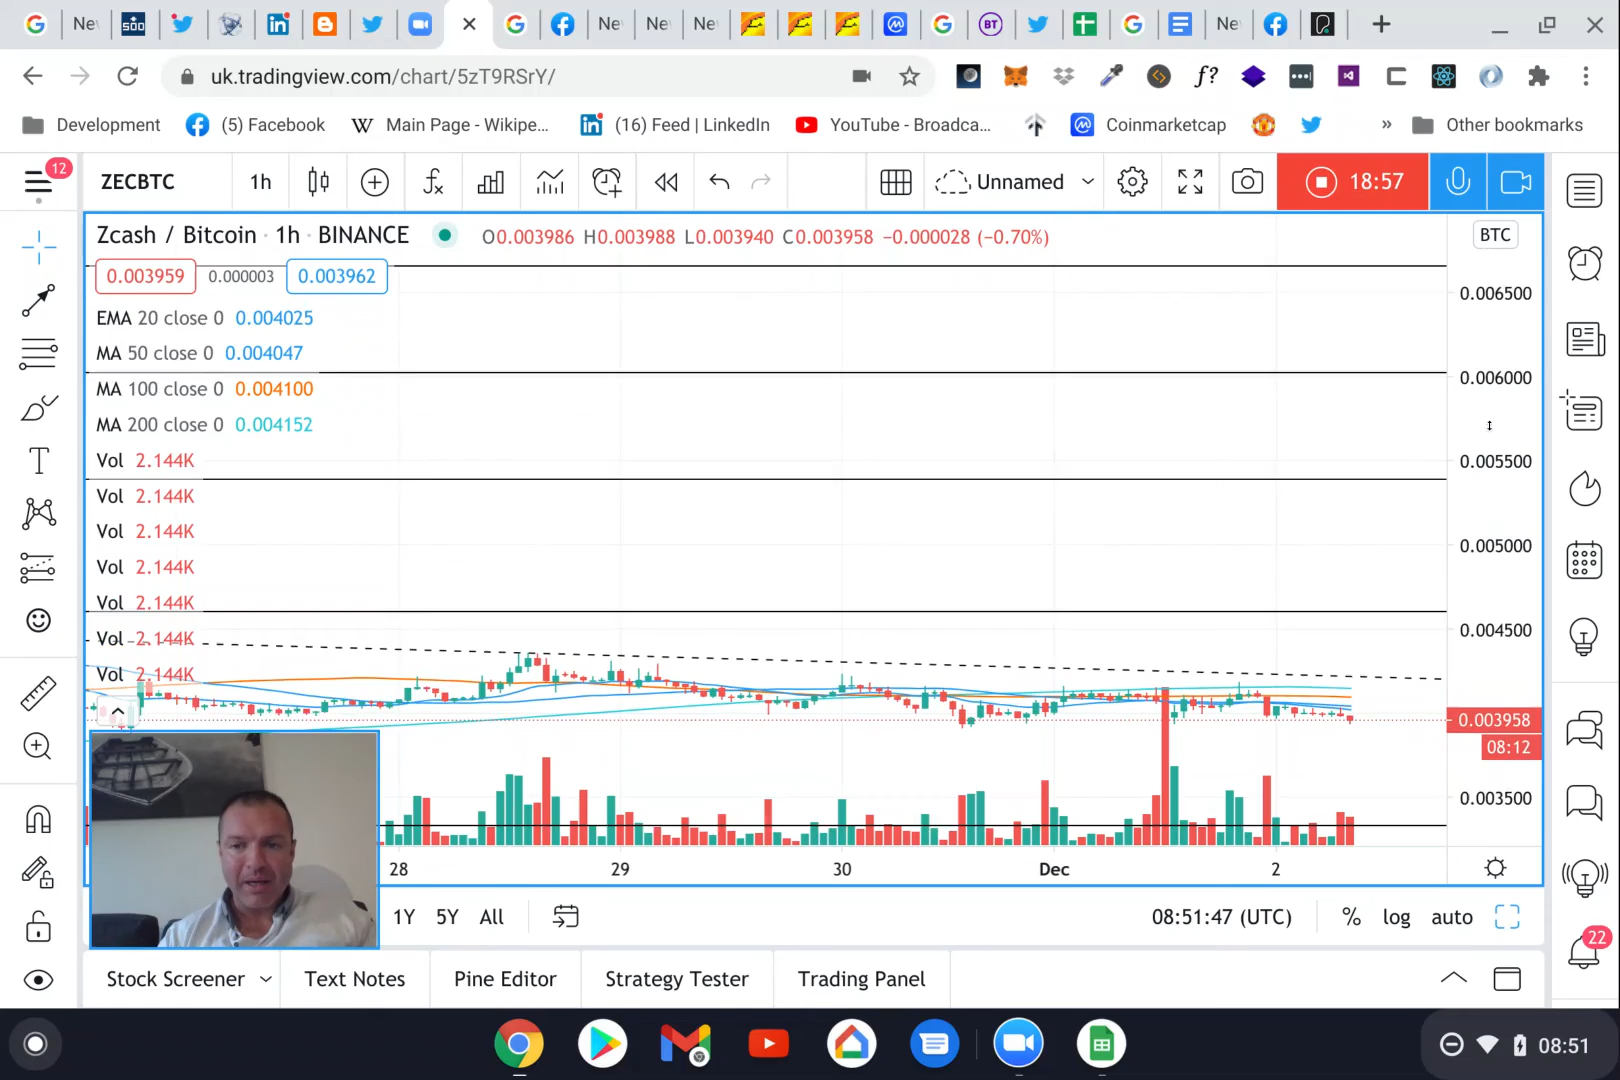 Ne
500
BT
Ne
Ne
Ne
Ne
uk.tradingview.com/chart/5zT9RSrY/
f?
Development
(5) Facebook
W Main Page - Wikipe...
(16) Feed | LinkedIn
YouTube - Broadca...
Coinmarketcap
»
Other bookmarks
12
ZECBTC
1h
Unnamed
18:57
Zcash / Bitcoin · 1h · BINANCE
O0.003986 H0.003988 L0.003940 C0.003958 −0.000028 (−0.70%)
BTC
0.003959 0.000003 0.003962
EMA 20 close 0 0.004025
MA 50 close 0 0.004047
MA 100 close 0 0.004100
MA 200 close 0 0.004152
Vol 2.144K
Vol 2.144K
Vol 2.144K
Vol 2.144K
Vol 2.144K
Vol 2.144K
Vol 2.144K
0.006500
0.006000
0.005500
0.005000
0.004500
0.003958
08:12
0.003500
28
29
30
Dec
2
1Y
5Y
All
08:51:47 (UTC)
%
log
auto
22
Stock Screener
Text Notes
Pine Editor
Strategy Tester
Trading Panel
08:51